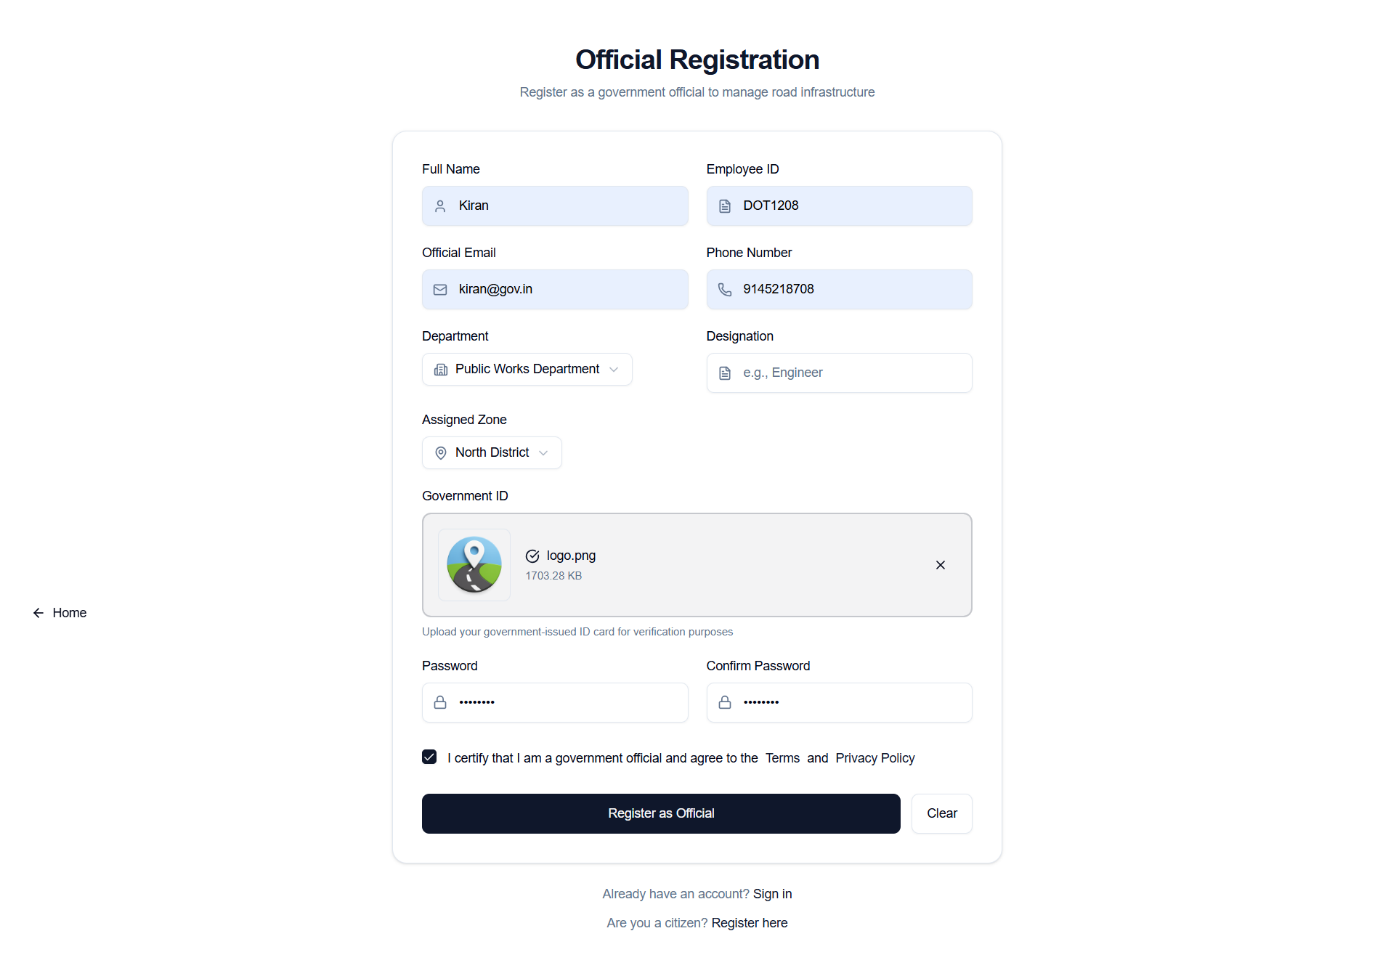 Official Registration
Register as a government official to manage road infrastructure
Full Name
Employee ID
Kiran
DOT1208
Official Email
Phone Number
kiran@gov.in
9145218708
Department
Designation
Public Works Department
e.g., Engineer
Assigned Zone
North District
Government ID
logo.png
1703.28 KB
Upload your government-issued ID card for verification purposes
Home
Password
Confirm Password
••••••••
••••••••
I certify that I am a government official and agree to the Terms and Privacy Policy
Register as Official
Clear
Already have an account? Sign in
Are you a citizen? Register here